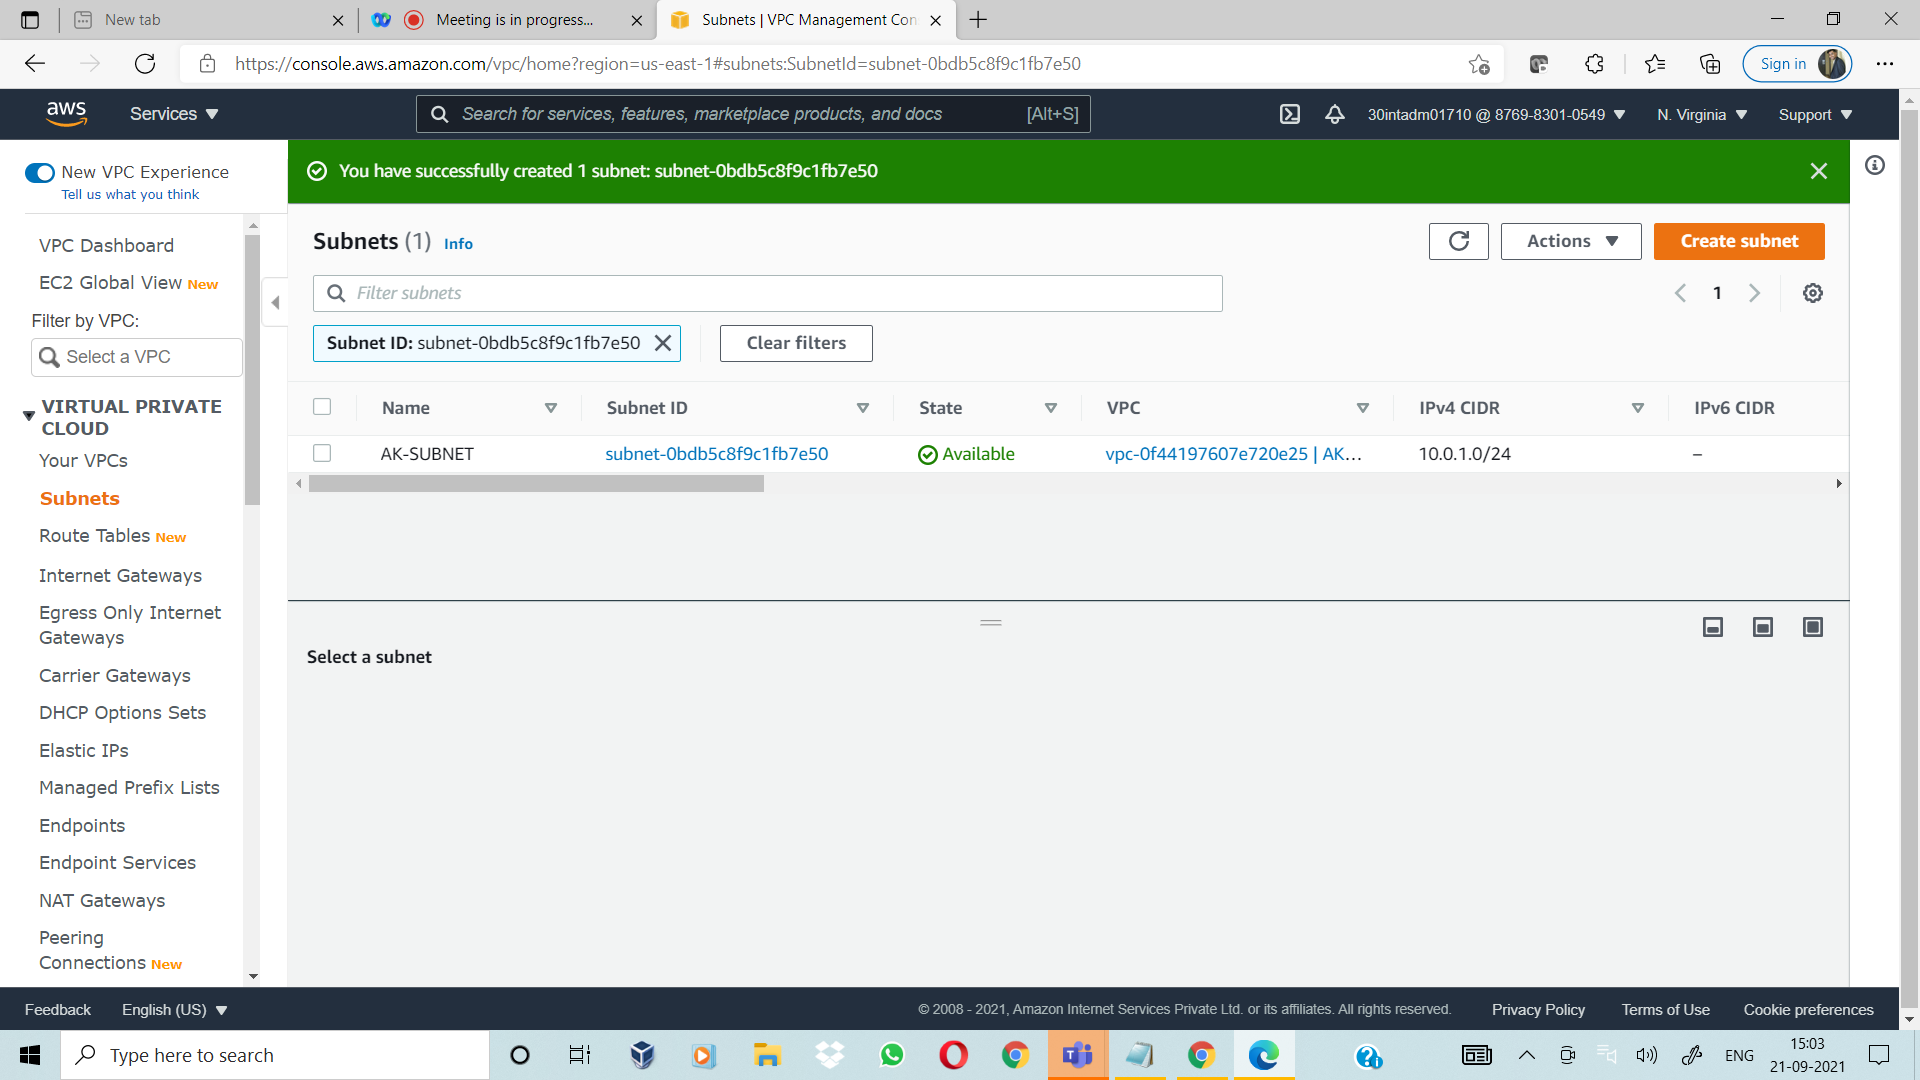 New tab
Meeting is in progress...
Subnets | VPC Management Con
https://console.aws.amazon.com/vpc/home?region=us-east-1#subnets:SubnetId=subnet-0bdb5c8f9c1fb7e50
Sign in
aws
Services
Search for services, features, marketplace products, and docs
[Alt+S]
30intadm01710 @ 8769-8301-0549
N. Virginia
Support
New VPC Experience
Tell us what you think
You have successfully created 1 subnet: subnet-0bdb5c8f9c1fb7e50
VPC Dashboard
EC2 Global View New
Filter by VPC:
Select a VPC
VIRTUAL PRIVATE
CLOUD
Your VPCs
Subnets
Route Tables New
Internet Gateways
Egress Only Internet
Gateways
Carrier Gateways
DHCP Options Sets
Elastic IPs
Managed Prefix Lists
Endpoints
Endpoint Services
NAT Gateways
Peering
Connections New
Subnets (1) Info
Actions
Create subnet
Filter subnets
1
Subnet ID: subnet-0bdb5c8f9c1fb7e50
Clear filters
Name Subnet ID State VPC IPv4 CIDR IPv6 CIDR
AK-SUBNET subnet-0bdb5c8f9c1fb7e50 Available vpc-0f44197607e720e25 | AK... 10.0.1.0/24 –
Select a subnet
Feedback
English (US)
© 2008 - 2021, Amazon Internet Services Private Ltd. or its affiliates. All rights reserved.
Privacy Policy
Terms of Use
Cookie preferences
Type here to search
ENG
15:03
21-09-2021